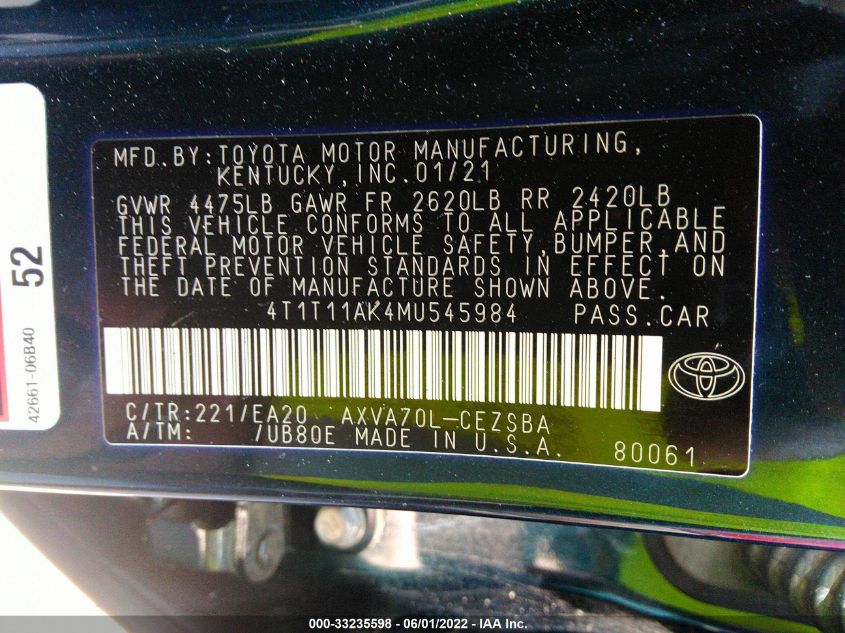 MFD. BY: TOYOTA MOTOR MANUFACTURING,
KENTUCKY, INC. 01/21
GVWR 4475LB GAWR FR 2620LB RR 2420LB
THIS VEHICLE CONFORMS TO ALL APPLICABLE
FEDERAL MOTOR VEHICLE SAFETY, BUMPER, AND
THEFT PREVENTION STANDARDS IN EFFECT ON
THE DATE OF MANUFACTURE SHOWN ABOVE.
4T1T11AK4MU545984 PASS. CAR
C/TR: 221/EA20 AXVA70L-CEZSBA
A/TM: 7UB80E MADE IN U.S.A. 80061
52
42661-06B40
000-33235598 - 06/01/2022 - IAA Inc.